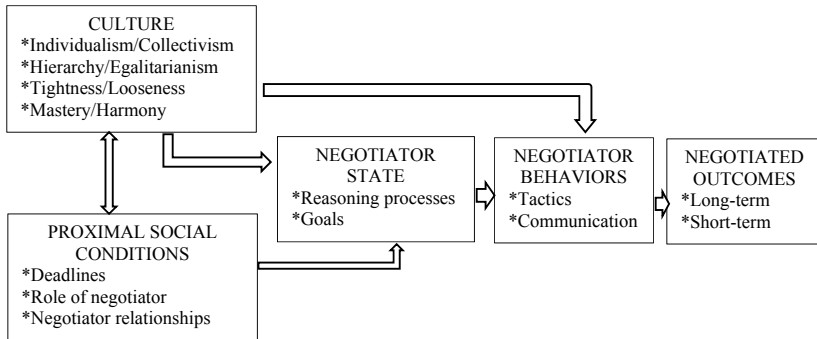 CULTURE
*Individualism/Collectivism
*Hierarchy/Egalitarianism
*Tightness/Looseness
*Mastery/Harmony
NEGOTIATOR
STATE
*Reasoning processes
*Goals
NEGOTIATOR
BEHAVIORS
*Tactics
*Communication
NEGOTIATED
OUTCOMES
*Long-term
*Short-term
PROXIMAL SOCIAL
CONDITIONS
*Deadlines
*Role of negotiator
*Negotiator relationships